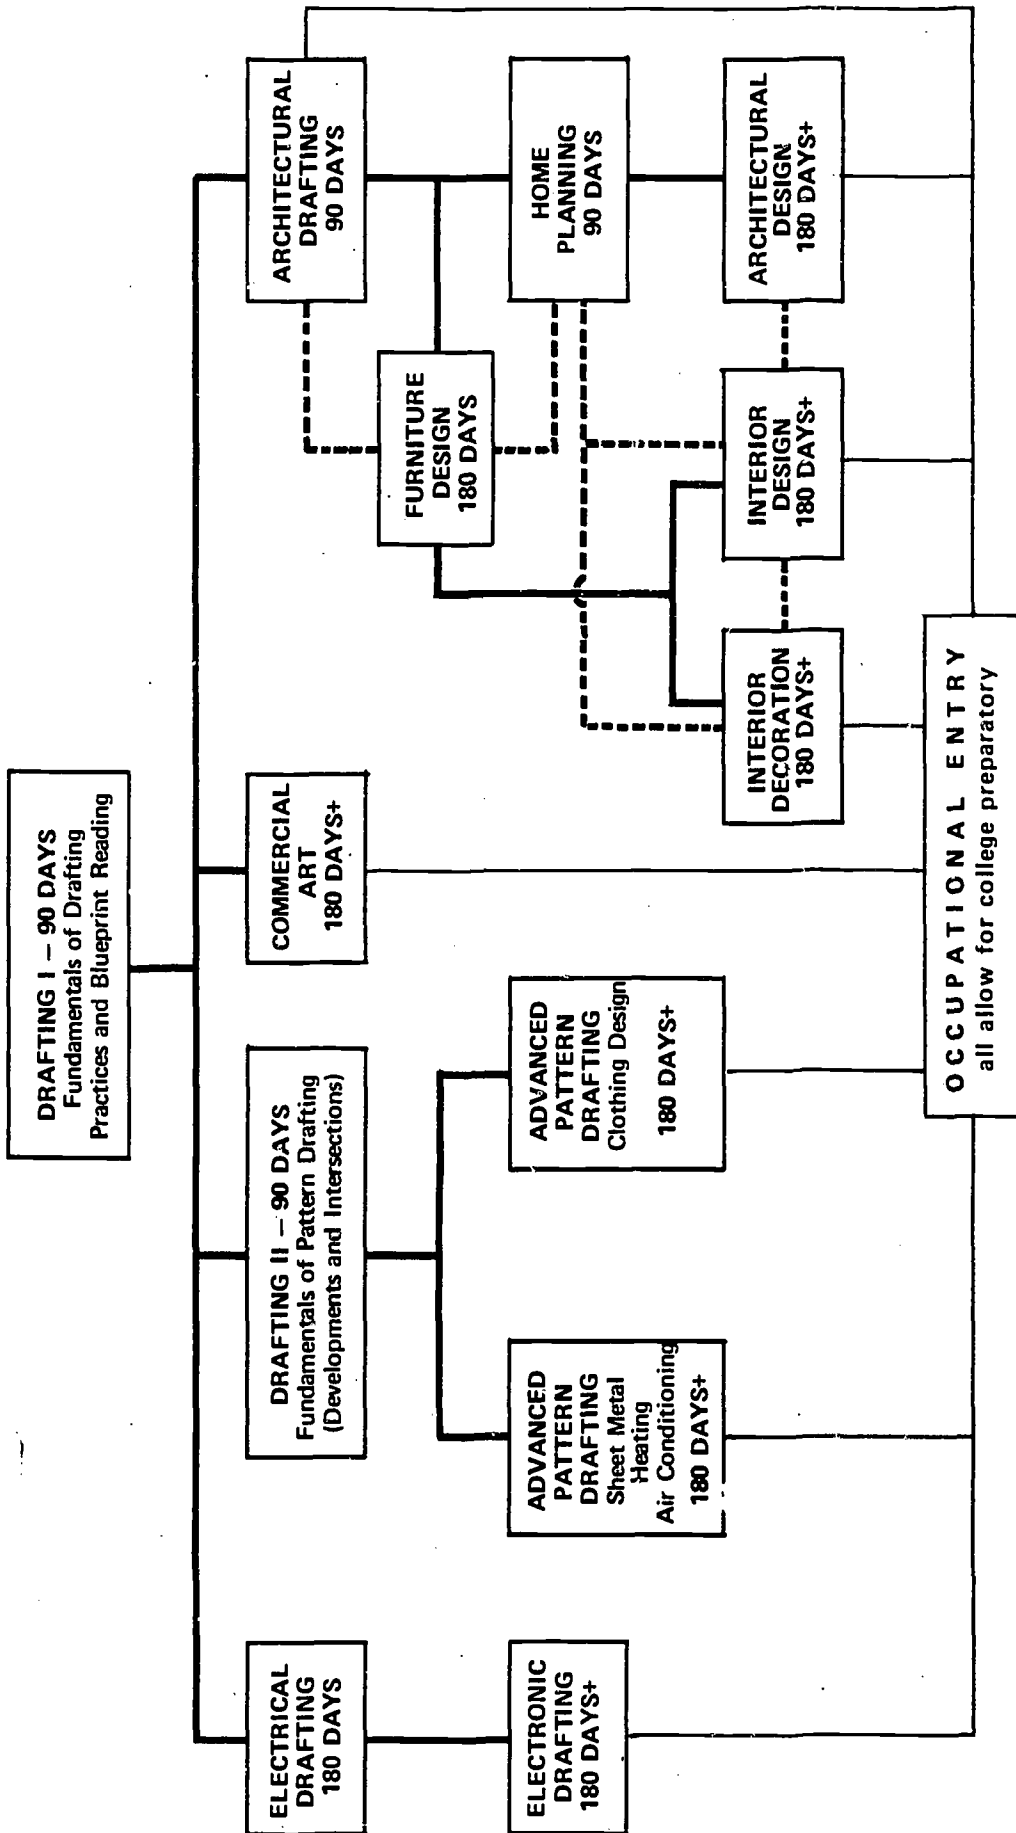 DRAFTING I – 90 DAYS
Fundamentals of Drafting
Practices and Blueprint Reading
ELECTRICAL
DRAFTING
180 DAYS
DRAFTING II – 90 DAYS
Fundamentals of Pattern Drafting
(Developments and Intersections)
COMMERCIAL
ART
180 DAYS+
ARCHITECTURAL
DRAFTING
90 DAYS
FURNITURE
DESIGN
180 DAYS
ELECTRONIC
DRAFTING
180 DAYS+
ADVANCED
PATTERN
DRAFTING
Sheet Metal
Heating
Air Conditioning
180 DAYS+
ADVANCED
PATTERN
DRAFTING
Clothing Design
180 DAYS+
HOME
PLANNING
90 DAYS
INTERIOR
DECORATION
180 DAYS+
INTERIOR
DESIGN
180 DAYS+
ARCHITECTURAL
DESIGN
180 DAYS+
OCCUPATIONAL ENTRY
all allow for college preparatory